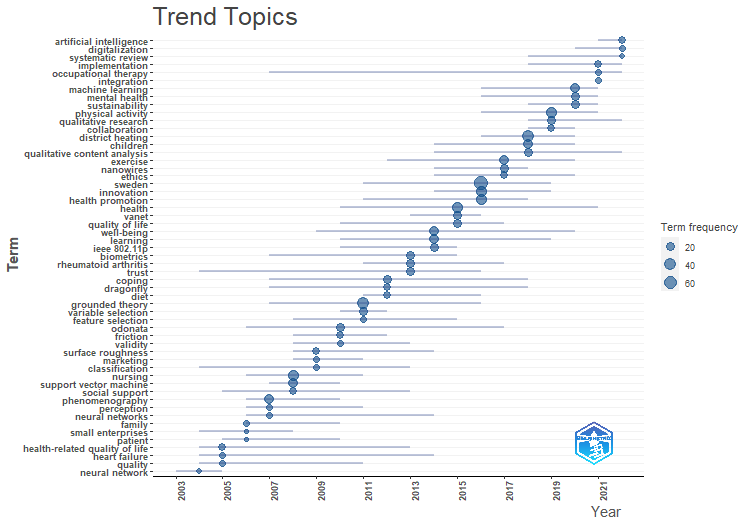 Trend Topics
artificial intelligence
digitalization
systematic review
implementation
occupational therapy
integration
machine learning
mental health
sustainability
physical activity
qualitative research
collaboration
district heating
children
qualitative content analysis
exercise
nanowires
ethics
sweden
innovation
health promotion
health
vanet
quality of life
well-being
learning
ieee 802.11p
biometrics
rheumatoid arthritis
trust
coping
dragonfly
diet
grounded theory
variable selection
feature selection
odonata
friction
validity
surface roughness
marketing
classification
nursing
support vector machine
social support
phenomenography
perception
neural networks
family
small enterprises
patient
health-related quality of life
heart failure
quality
neural network
Term
2003
2005
2007
2009
2011
2013
2015
2017
2019
2021
Year
Term frequency
20
40
60